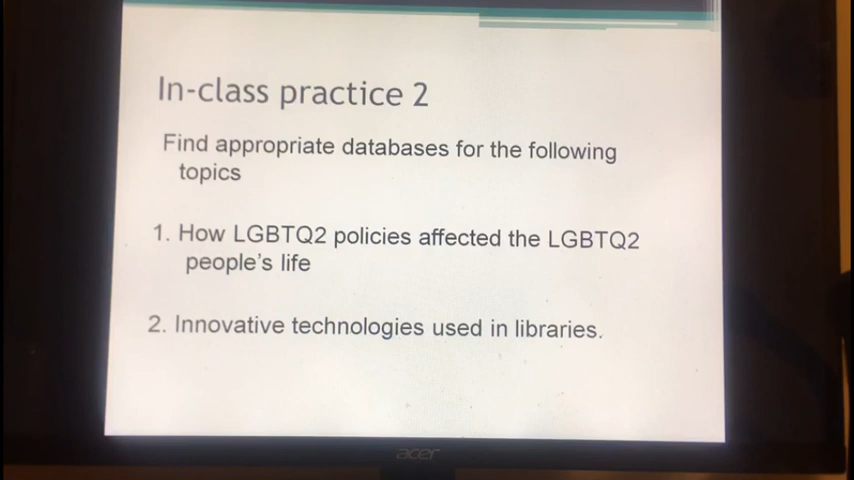 In-class practice 2
Find appropriate databases for the following
topics
1. How LGBTQ2 policies affected the LGBTQ2
people's life
2. Innovative technologies used in libraries.
acer